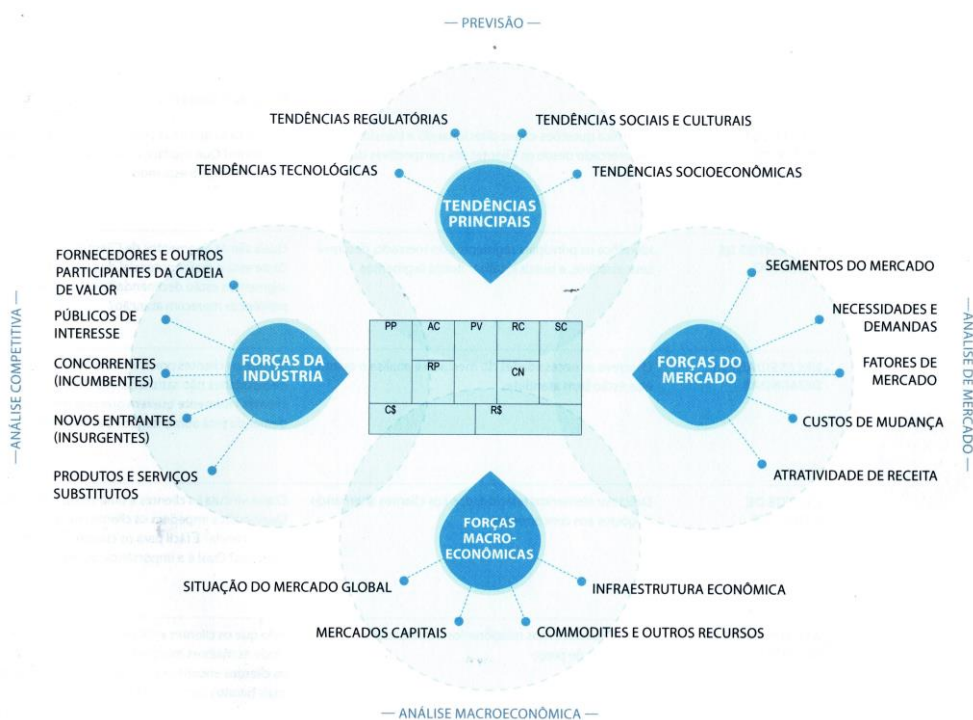 — PREVISÃO —
TENDÊNCIAS REGULATÓRIAS
TENDÊNCIAS SOCIAIS E CULTURAIS
TENDÊNCIAS TECNOLÓGICAS
TENDÊNCIAS SOCIOECONÔMICAS
TENDÊNCIAS
PRINCIPAIS
— ANÁLISE COMPETITIVA —
FORNECEDORES E OUTROS
PARTICIPANTES DA CADEIA
DE VALOR
PÚBLICOS DE
INTERESSE
CONCORRENTES
(INCUMBENTES)
NOVOS ENTRANTES
(INSURGENTES)
PRODUTOS E SERVIÇOS
SUBSTITUTOS
FORÇAS DA
INDÚSTRIA
PP AC PV RC SC
RP CN
C$ R$
FORÇAS DO
MERCADO
SEGMENTOS DO MERCADO
NECESSIDADES E
DEMANDAS
FATORES DE
MERCADO
CUSTOS DE MUDANÇA
ATRATIVIDADE DE RECEITA
— ANÁLISE DE MERCADO —
FORÇAS
MACRO-
ECONÔMICAS
SITUAÇÃO DO MERCADO GLOBAL
INFRAESTRUTURA ECONÔMICA
MERCADOS CAPITAIS
COMMODITIES E OUTROS RECURSOS
— ANÁLISE MACROECONÔMICA —